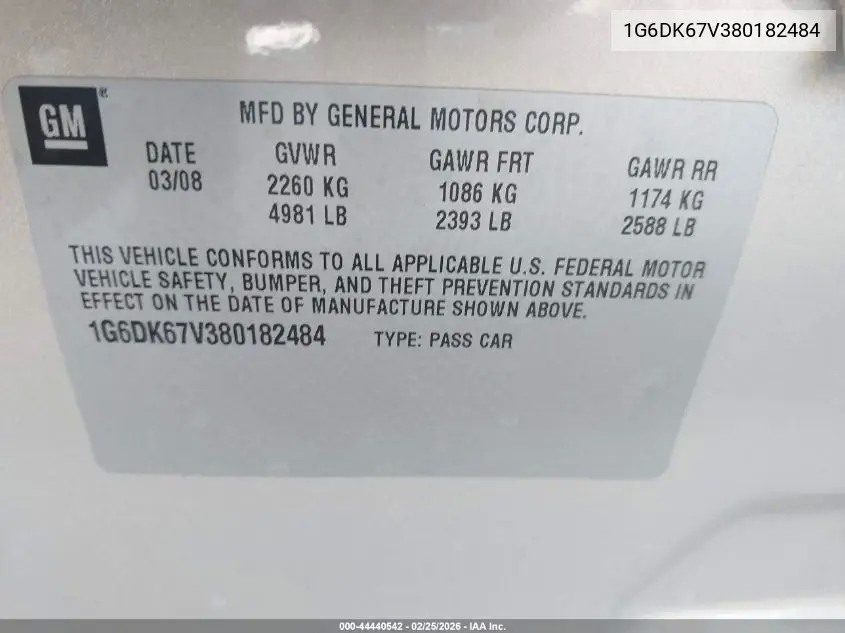 1G6DK67V380182484
GM®
MFD BY GENERAL MOTORS CORP.
DATE GVWR GAWR FRT GAWR RR
03/08 2260 KG 1086 KG 1174 KG
4981 LB 2393 LB 2588 LB
THIS VEHICLE CONFORMS TO ALL APPLICABLE U.S. FEDERAL MOTOR
VEHICLE SAFETY, BUMPER, AND THEFT PREVENTION STANDARDS IN
EFFECT ON THE DATE OF MANUFACTURE SHOWN ABOVE.
1G6DK67V380182484 TYPE: PASS CAR
000-44440542 - 02/25/2026 - IAA Inc.